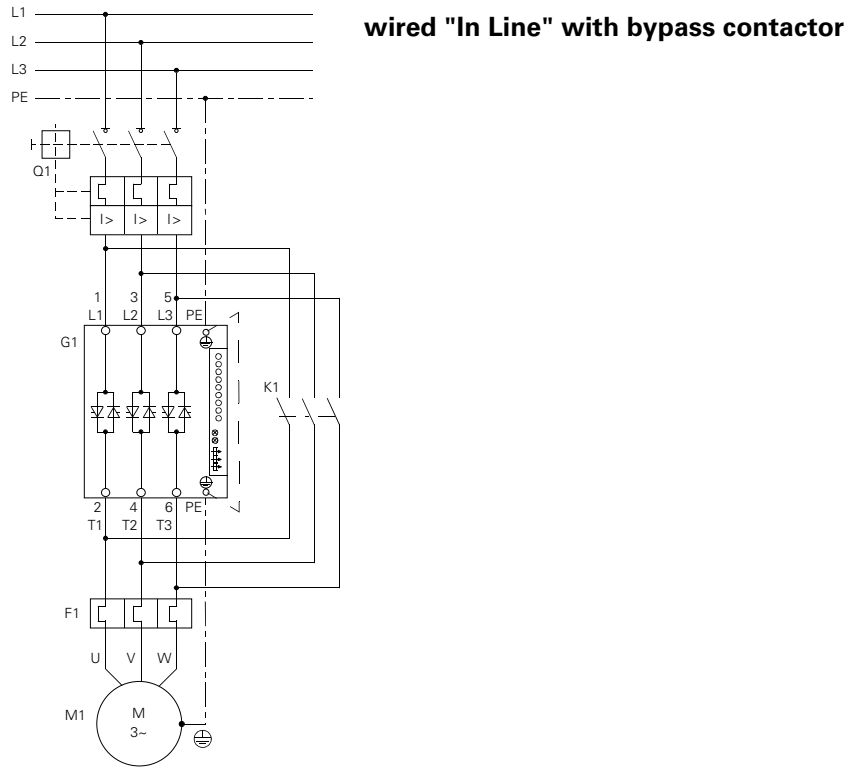 wired "In Line" with bypass contactor
L1
L2
L3
PE
Q1
I> I> I>
1 3 5
L1 L2 L3 PE
G1
K1
2 4 6 PE
T1 T2 T3
F1
U V W
M1
M
3~